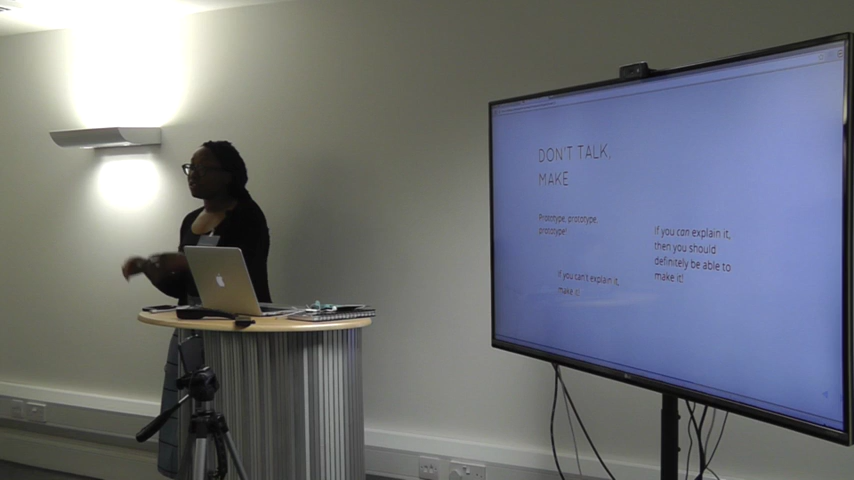 DON'T TALK,
MAKE
Prototype, prototype,
prototype!
If you can't explain it,
make it!
If you can explain it,
then you should
definitely be able to
make it!